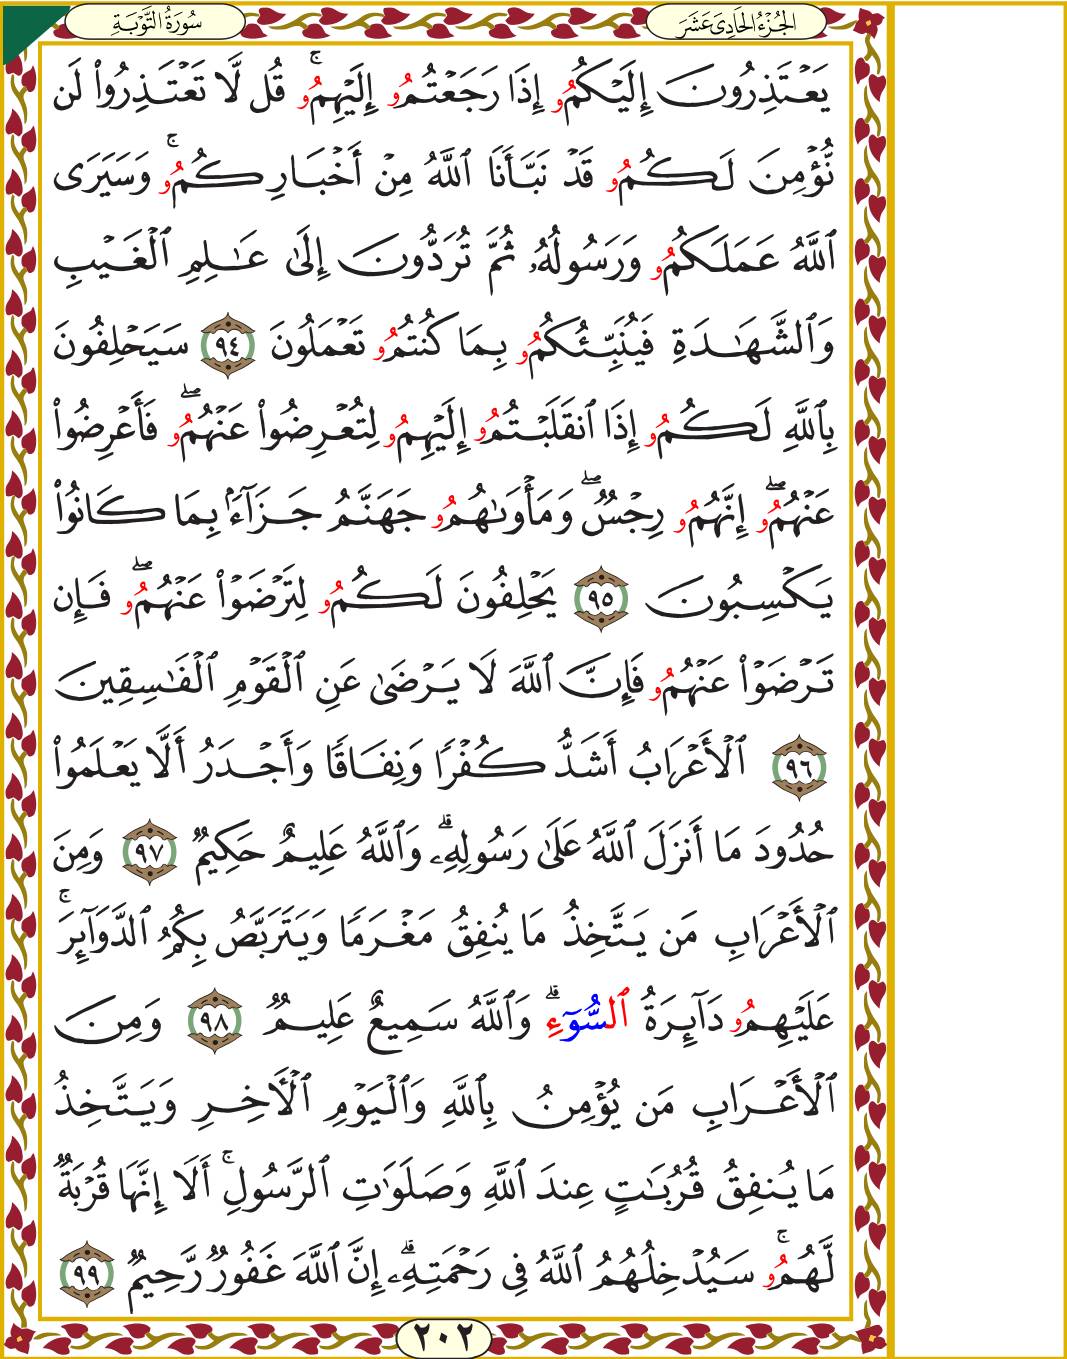 الجُزْءُ الحَادِيَ عَشَرَ
سُورَةُ التَّوْبَةِ
يَعْتَذِرُونَ إِلَيْكُمُۥ إِذَا رَجَعْتُمُۥ إِلَيْهِمُۥۚ قُل لَّا تَعْتَذِرُوا۟ لَن
نُّؤْمِنَ لَكُمُۥ قَدْ نَبَّأَنَا ٱللَّهُ مِنْ أَخْبَارِكُمُۥۚ وَسَيَرَى
ٱللَّهُ عَمَلَكُمُۥ وَرَسُولُهُۥ ثُمَّ تُرَدُّونَ إِلَىٰ عَٰلِمِ ٱلْغَيْبِ
وَٱلشَّهَٰدَةِ فَيُنَبِّئُكُمُۥ بِمَا كُنتُمُۥ تَعْمَلُونَ ٩٤ سَيَحْلِفُونَ
بِٱللَّهِ لَكُمُۥ إِذَا ٱنقَلَبْتُمُۥ إِلَيْهِمُۥ لِتُعْرِضُوا۟ عَنْهُمُۥۖ فَأَعْرِضُوا۟
عَنْهُمُۥۖ إِنَّهُمُۥ رِجْسٌۖ وَمَأْوَىٰهُمُۥ جَهَنَّمُ جَزَآءًۢ بِمَا كَانُوا۟
يَكْسِبُونَ ٩٥ يَحْلِفُونَ لَكُمُۥ لِتَرْضَوْا۟ عَنْهُمُۥۖ فَإِن
تَرْضَوْا۟ عَنْهُمُۥ فَإِنَّ ٱللَّهَ لَا يَرْضَىٰ عَنِ ٱلْقَوْمِ ٱلْفَٰسِقِينَ
٩٦ ٱلْأَعْرَابُ أَشَدُّ كُفْرًا وَنِفَاقًا وَأَجْدَرُ أَلَّا يَعْلَمُوا۟
حُدُودَ مَا أَنزَلَ ٱللَّهُ عَلَىٰ رَسُولِهِۦۗ وَٱللَّهُ عَلِيمٌ حَكِيمٌ ٩٧ وَمِنَ
ٱلْأَعْرَابِ مَن يَتَّخِذُ مَا يُنفِقُ مَغْرَمًا وَيَتَرَبَّصُ بِكُمُ ٱلدَّوَآئِرَۚ
عَلَيْهِمُۥ دَآئِرَةُ ٱلسُّوٓءِۗ وَٱللَّهُ سَمِيعٌ عَلِيمٌ ٩٨ وَمِنَ
ٱلْأَعْرَابِ مَن يُؤْمِنُ بِٱللَّهِ وَٱلْيَوْمِ ٱلْأَخِرِ وَيَتَّخِذُ
مَا يُنفِقُ قُرُبَٰتٍ عِندَ ٱللَّهِ وَصَلَوَٰتِ ٱلرَّسُولِۚ أَلَا إِنَّهَا قُرْبَةٌ
لَّهُمُۥۚ سَيُدْخِلُهُمُ ٱللَّهُ فِى رَحْمَتِهِۦۗ إِنَّ ٱللَّهَ غَفُورٌ رَّحِيمٌ ٩٩
٢٠٢